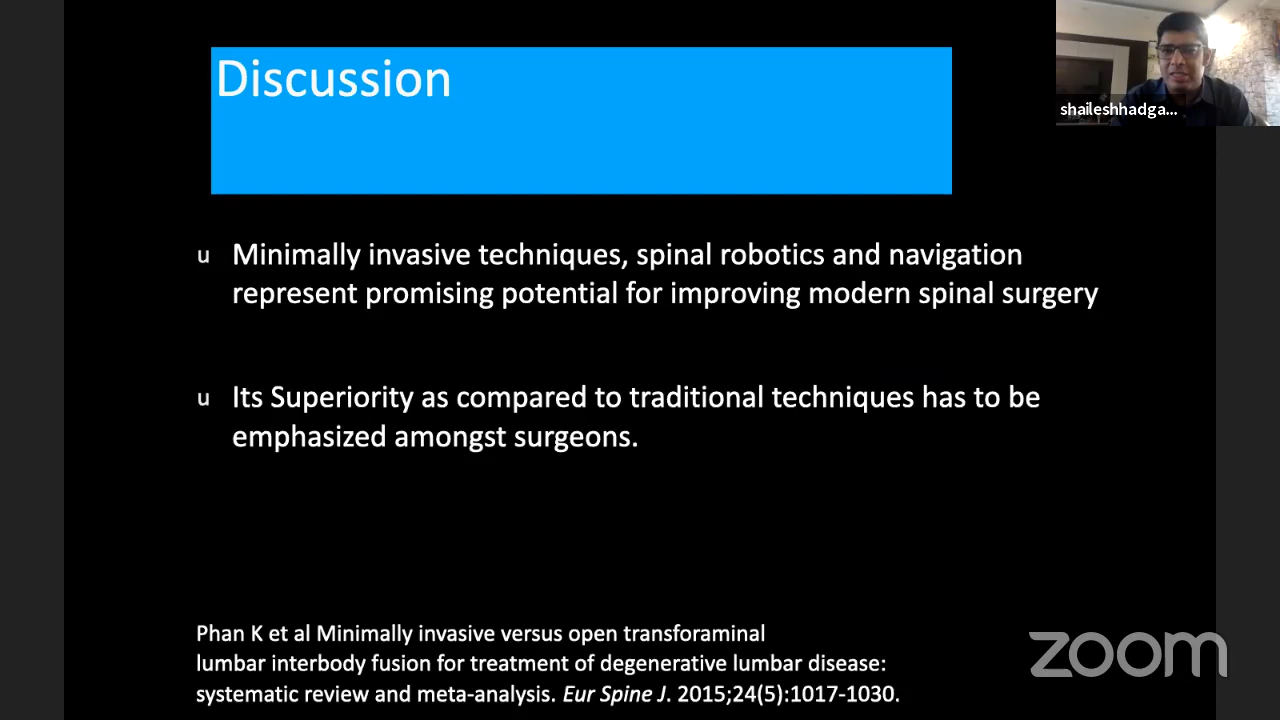 Discussion
shaileshhadga...
u Minimally invasive techniques, spinal robotics and navigation
represent promising potential for improving modern spinal surgery
u Its Superiority as compared to traditional techniques has to be
emphasized amongst surgeons.
Phan K et al Minimally invasive versus open transforaminal
lumbar interbody fusion for treatment of degenerative lumbar disease:
systematic review and meta-analysis. Eur Spine J. 2015;24(5):1017-1030.
zoom